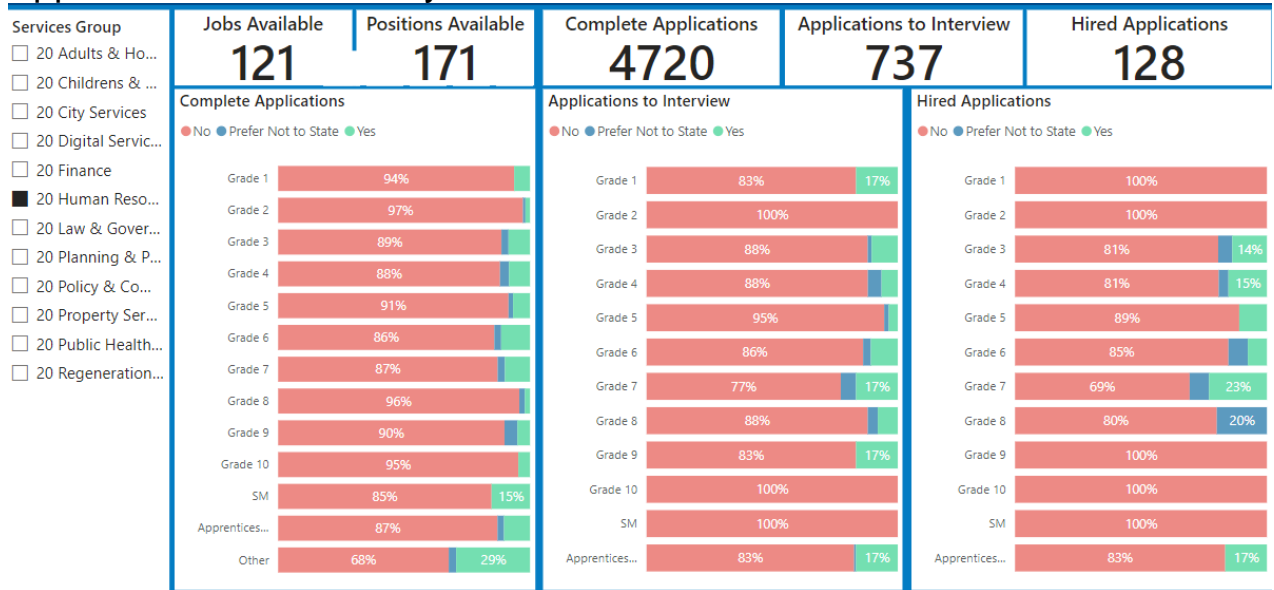 Services Group
20 Adults & Ho...
20 Childrens & ...
20 City Services
20 Digital Servic...
20 Finance
20 Human Reso...
20 Law & Gover...
20 Planning & P...
20 Policy & Co...
20 Property Ser...
20 Public Health...
20 Regeneration...
Jobs Available
121
Positions Available
171
Complete Applications
4720
Applications to Interview
737
Hired Applications
128
Complete Applications
No Prefer Not to State Yes
Grade 1 94%
Grade 2 97%
Grade 3 89%
Grade 4 88%
Grade 5 91%
Grade 6 86%
Grade 7 87%
Grade 8 96%
Grade 9 90%
Grade 10 95%
SM 85% 15%
Apprentices... 87%
Other 68% 29%
Applications to Interview
No Prefer Not to State Yes
Grade 1 83% 17%
Grade 2 100%
Grade 3 88%
Grade 4 88%
Grade 5 95%
Grade 6 86%
Grade 7 77% 17%
Grade 8 88%
Grade 9 83% 17%
Grade 10 100%
SM 100%
Apprentices... 83% 17%
Hired Applications
No Prefer Not to State Yes
Grade 1 100%
Grade 2 100%
Grade 3 81% 14%
Grade 4 81% 15%
Grade 5 89%
Grade 6 85%
Grade 7 69% 23%
Grade 8 80% 20%
Grade 9 100%
Grade 10 100%
SM 100%
Apprentices... 83% 17%